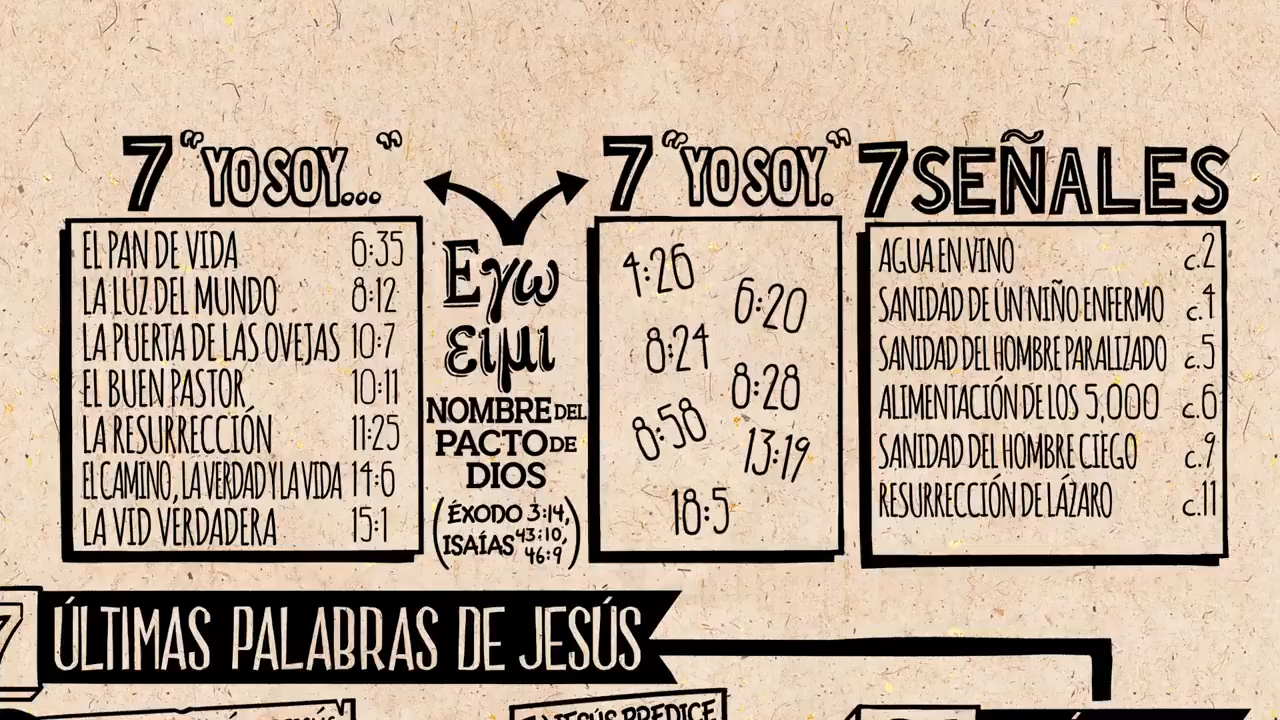 7 "YO SOY..."
EL PAN DE VIDA 6:35
LA LUZ DEL MUNDO 8:12
LA PUERTA DE LAS OVEJAS 10:7
EL BUEN PASTOR 10:11
LA RESURRECCIÓN 11:25
EL CAMINO, LA VERDAD Y LA VIDA 14:6
LA VID VERDADERA 15:1
Εγω
ειμι
NOMBRE DEL
PACTO DE
DIOS
(ÉXODO 3:14,
ISAÍAS 43:10,
46:9)
7 "YO SOY."
4:26
6:20
8:24
8:28
8:58
13:19
18:5
7 SEÑALES
AGUA EN VINO c.2
SANIDAD DE UN NIÑO ENFERMO c.4
SANIDAD DEL HOMBRE PARALIZADO c.5
ALIMENTACIÓN DE LOS 5,000 c.6
SANIDAD DEL HOMBRE CIEGO c.9
RESURRECCIÓN DE LÁZARO c.11
7 ÚLTIMAS PALABRAS DE JESÚS
JESÚS PREDICE